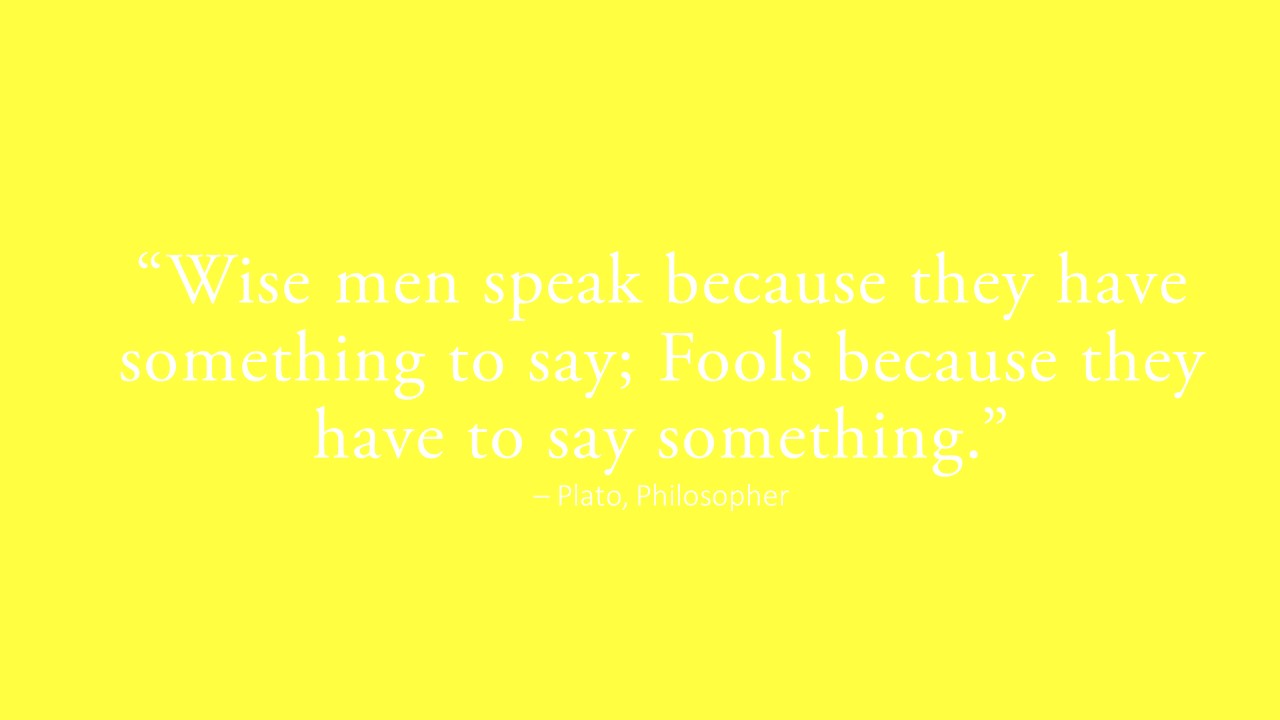 “Wise men speak because they have
something to say; Fools because they
have to say something.”
– Plato, Philosopher